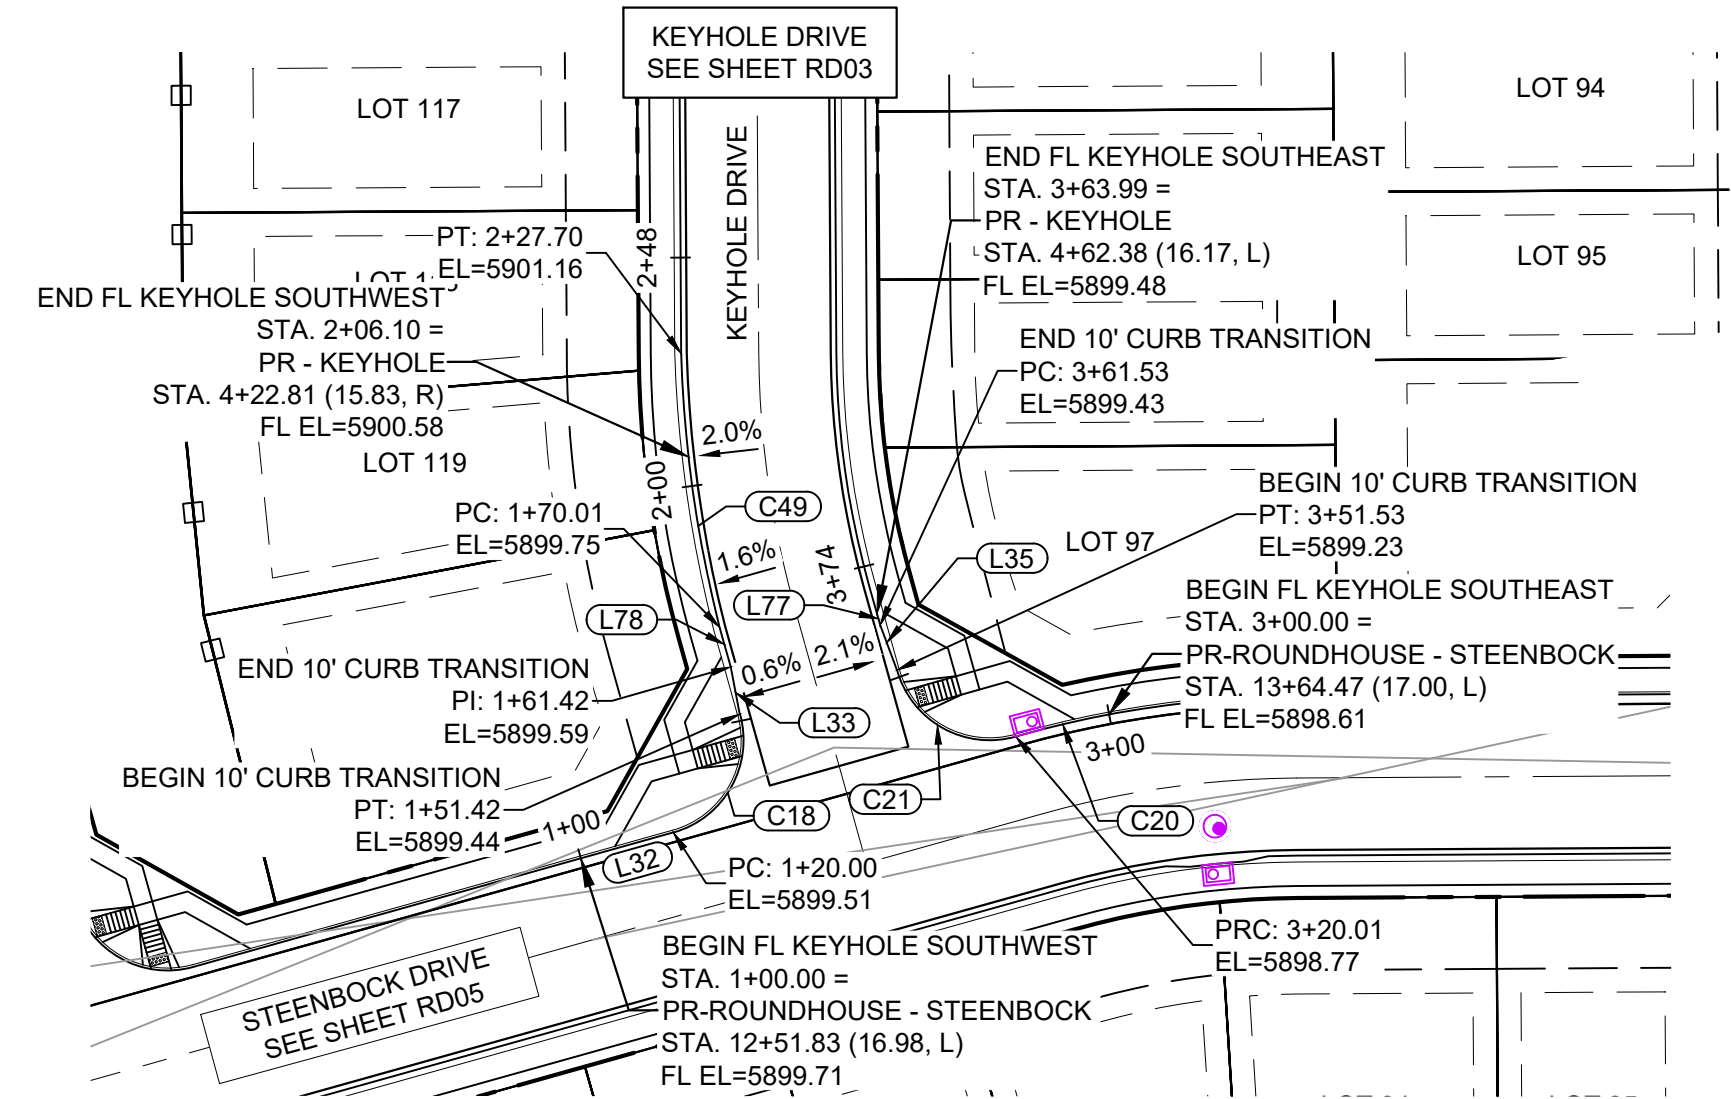 KEYHOLE DRIVE
SEE SHEET RD03
LOT 117
LOT 94
KEYHOLE DRIVE
END FL KEYHOLE SOUTHEAST
STA. 3+63.99 =
PR - KEYHOLE
STA. 4+62.38 (16.17, L)
FL EL=5899.48
LOT 95
PT: 2+27.70
EL=5901.16
2+48
END FL KEYHOLE SOUTHWEST
STA. 2+06.10 =
PR - KEYHOLE
STA. 4+22.81 (15.83, R)
FL EL=5900.58
LOT 119
END 10' CURB TRANSITION
PC: 3+61.53
EL=5899.43
2.0%
2+00
C49
PC: 1+70.01
EL=5899.75
1.6%
3+74
L35
LOT 97
BEGIN 10' CURB TRANSITION
PT: 3+51.53
EL=5899.23
L78
L77
BEGIN FL KEYHOLE SOUTHEAST
STA. 3+00.00 =
PR-ROUNDHOUSE - STEENBOCK
STA. 13+64.47 (17.00, L)
FL EL=5898.61
0.6%
2.1%
END 10' CURB TRANSITION
PI: 1+61.42
EL=5899.59
L33
3+00
BEGIN 10' CURB TRANSITION
PT: 1+51.42
EL=5899.44
1+00
C18
C21
C20
L32
PC: 1+20.00
EL=5899.51
PRC: 3+20.01
EL=5898.77
STEENBOCK DRIVE
SEE SHEET RD05
BEGIN FL KEYHOLE SOUTHWEST
STA. 1+00.00 =
PR-ROUNDHOUSE - STEENBOCK
STA. 12+51.83 (16.98, L)
FL EL=5899.71